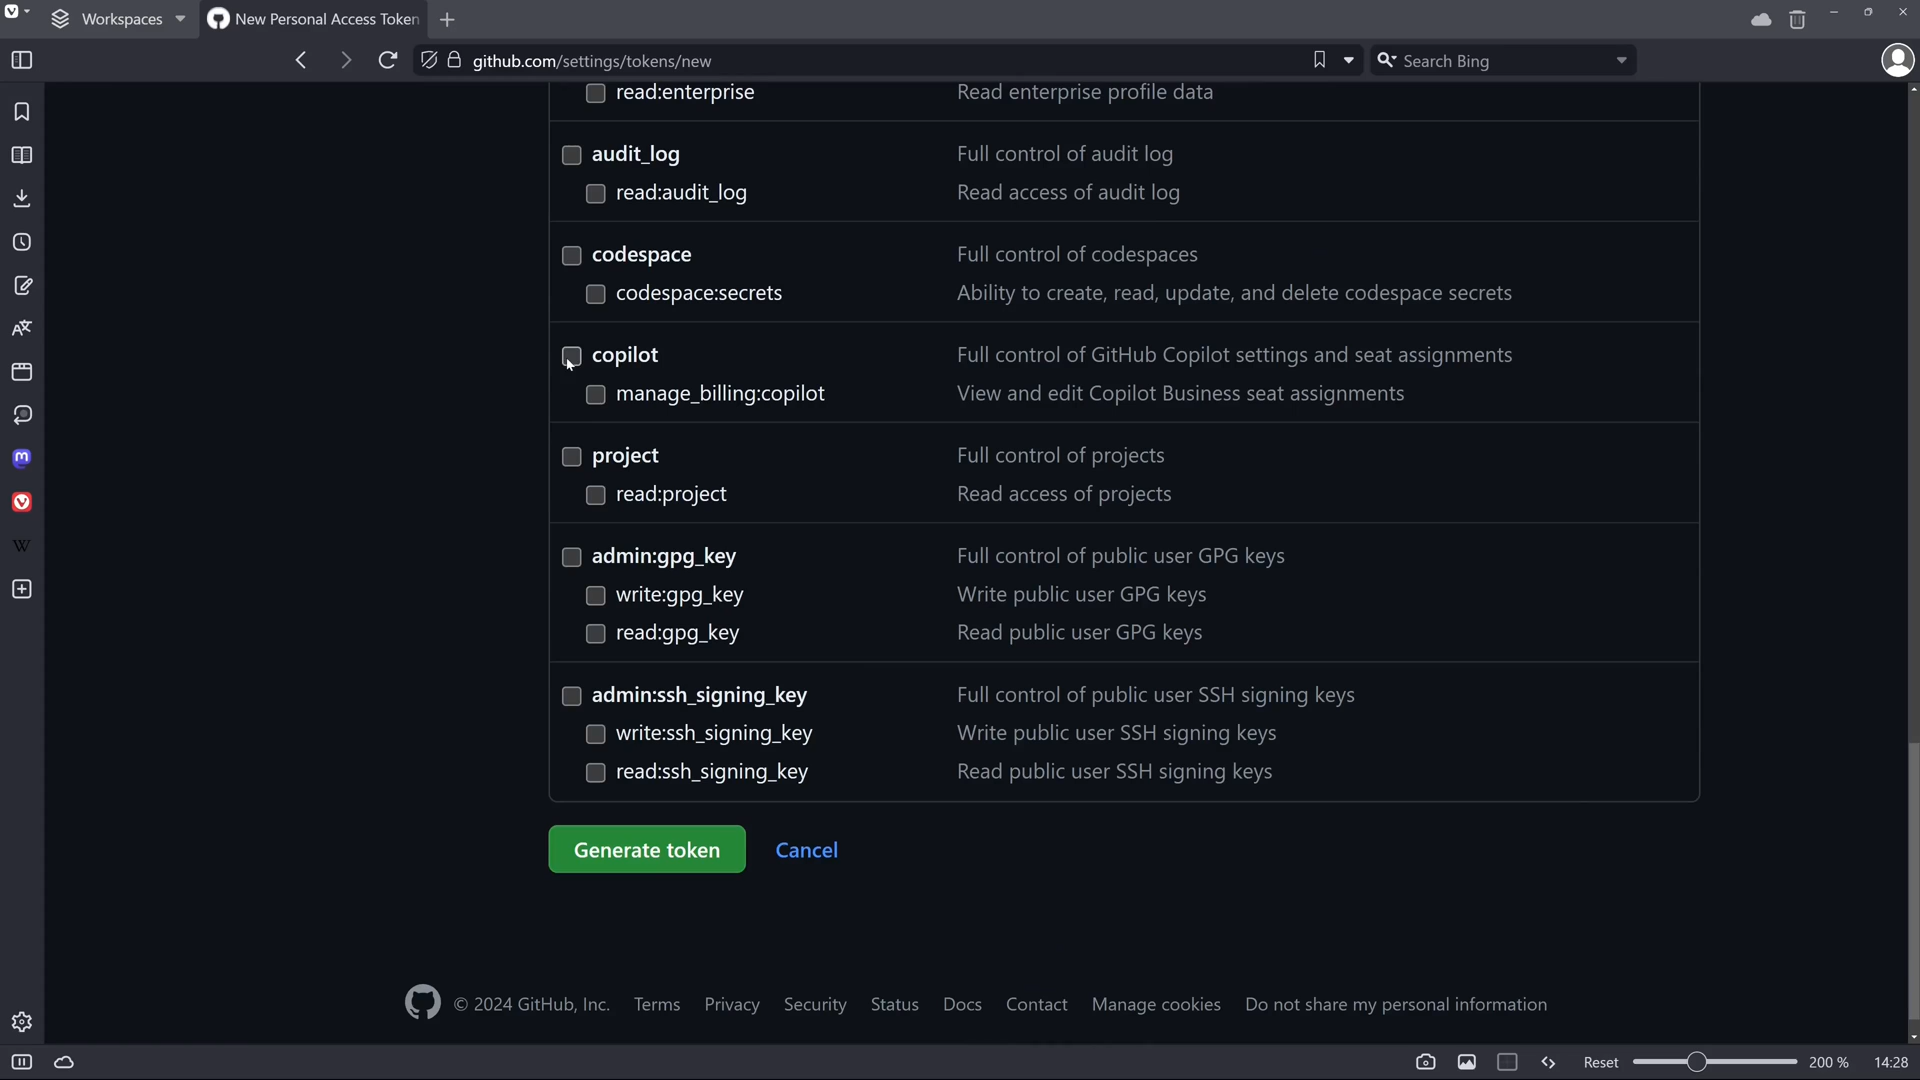 Workspaces
New Personal Access Token
github.com/settings/tokens/new
Search Bing
read:enterprise Read enterprise profile data
audit_log Full control of audit log
read:audit_log Read access of audit log
codespace Full control of codespaces
codespace:secrets Ability to create, read, update, and delete codespace secrets
copilot Full control of GitHub Copilot settings and seat assignments
manage_billing:copilot View and edit Copilot Business seat assignments
project Full control of projects
read:project Read access of projects
admin:gpg_key Full control of public user GPG keys
write:gpg_key Write public user GPG keys
read:gpg_key Read public user GPG keys
admin:ssh_signing_key Full control of public user SSH signing keys
write:ssh_signing_key Write public user SSH signing keys
read:ssh_signing_key Read public user SSH signing keys
Generate token Cancel
© 2024 GitHub, Inc. Terms Privacy Security Status Docs Contact Manage cookies Do not share my personal information
Reset 200 % 14:28